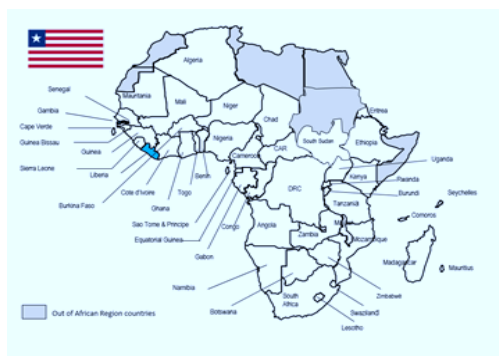 Algeria
Senegal
Mauritania
Mali
Niger
Gambia
Chad
Eritrea
Cape Verde
Guinea Bissau
Nigeria
South Sudan
Ethiopia
Guinea
Cameroun
CAR
Uganda
Sierra Leone
Liberia
Benin
Kenya
Rwanda
Burkina Faso
Cote d'Ivoire
Togo
DRC
Burundi
Seychelles
Ghana
Tanzania
Sao Tome & Principe
Congo
Comoros
Equatorial Guinea
Angola
Zambia
Mozambique
Gabon
Madagascar
Mauritius
Namibia
Zimbabwe
Botswana
South
Africa
Swaziland
Lesotho
Out of African Region countries